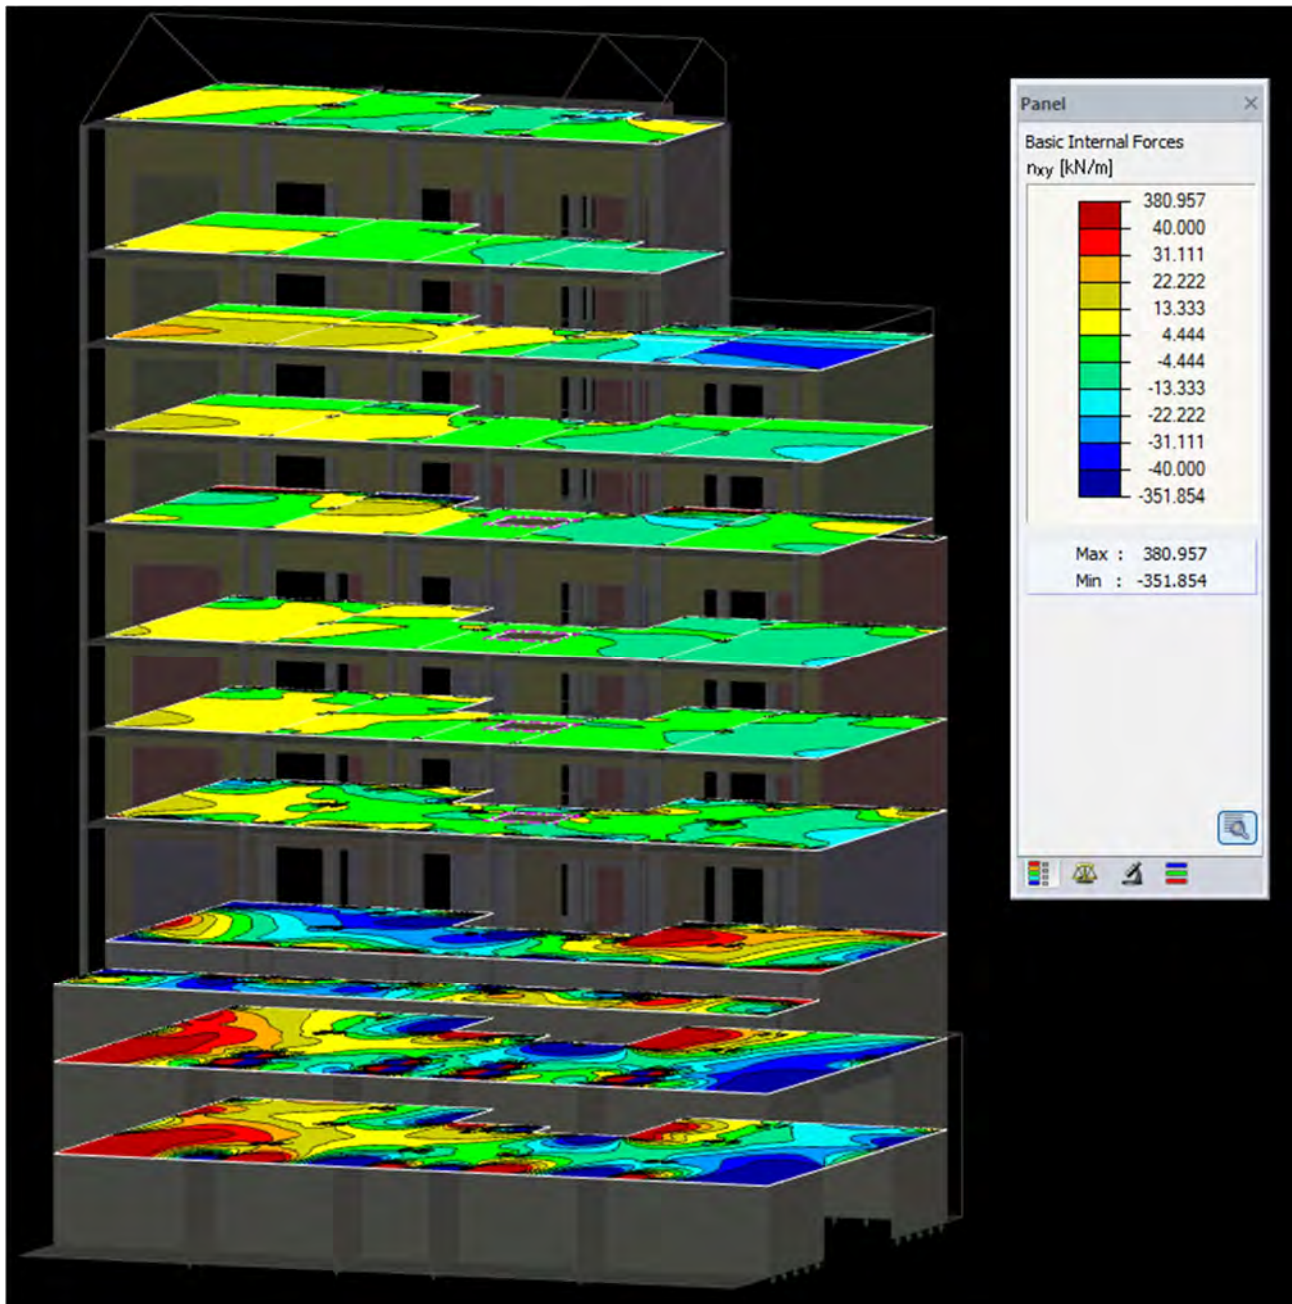 Panel
Basic Internal Forces
nxy [kN/m]
380.957
40.000
31.111
22.222
13.333
4.444
-4.444
-13.333
-22.222
-31.111
-40.000
-351.854
Max : 380.957
Min : -351.854